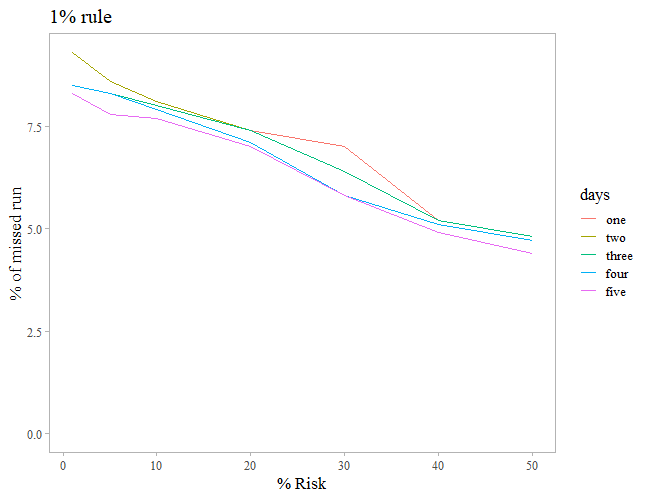 1% rule
% of missed run
7.5
5.0
2.5
0.0
0
10
20
30
40
50
% Risk
days
one
two
three
four
five